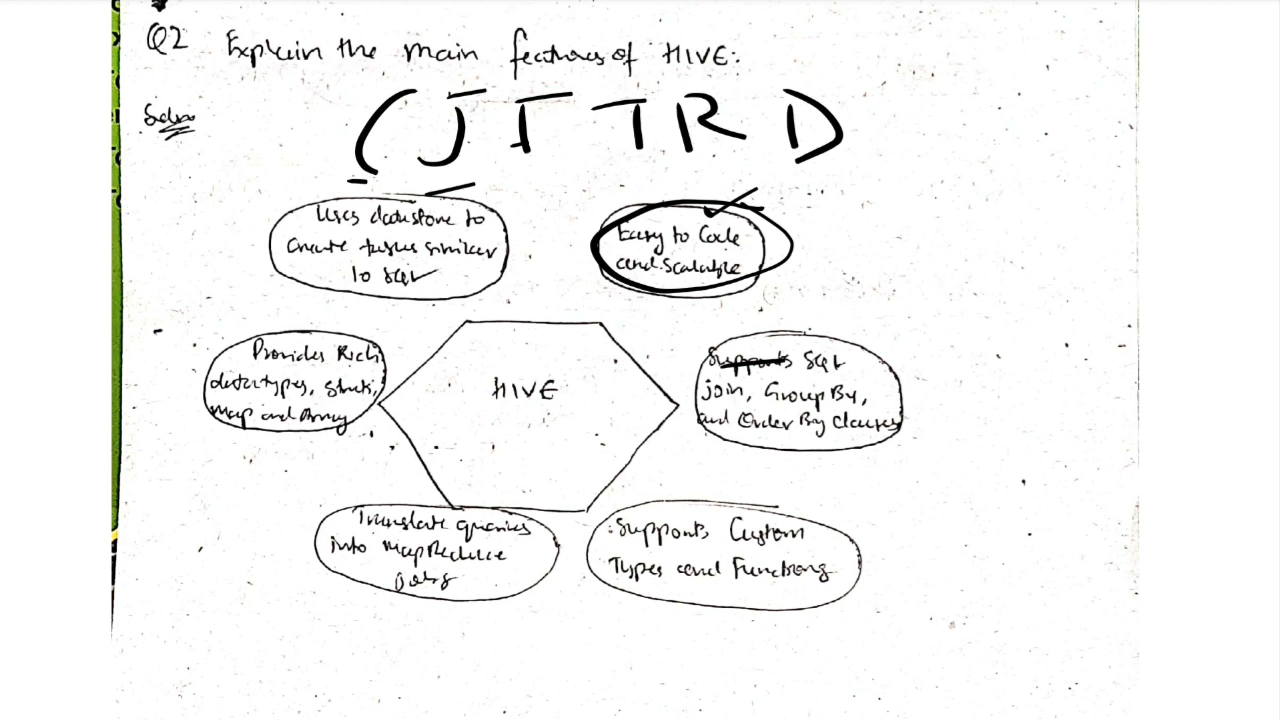 Q2 Explain the main features of HIVE:
Soln
C J T T R D
Uses datastore to
Create tables similar
to SQL
Easy to Code
and Scalable
Provides Rich
datatypes, structs,
Map and Array
HIVE
Supports SQL
join, Group By,
and Order By Clauses
Translate queries
into MapReduce
jobs
Supports Custom
Types and Functions